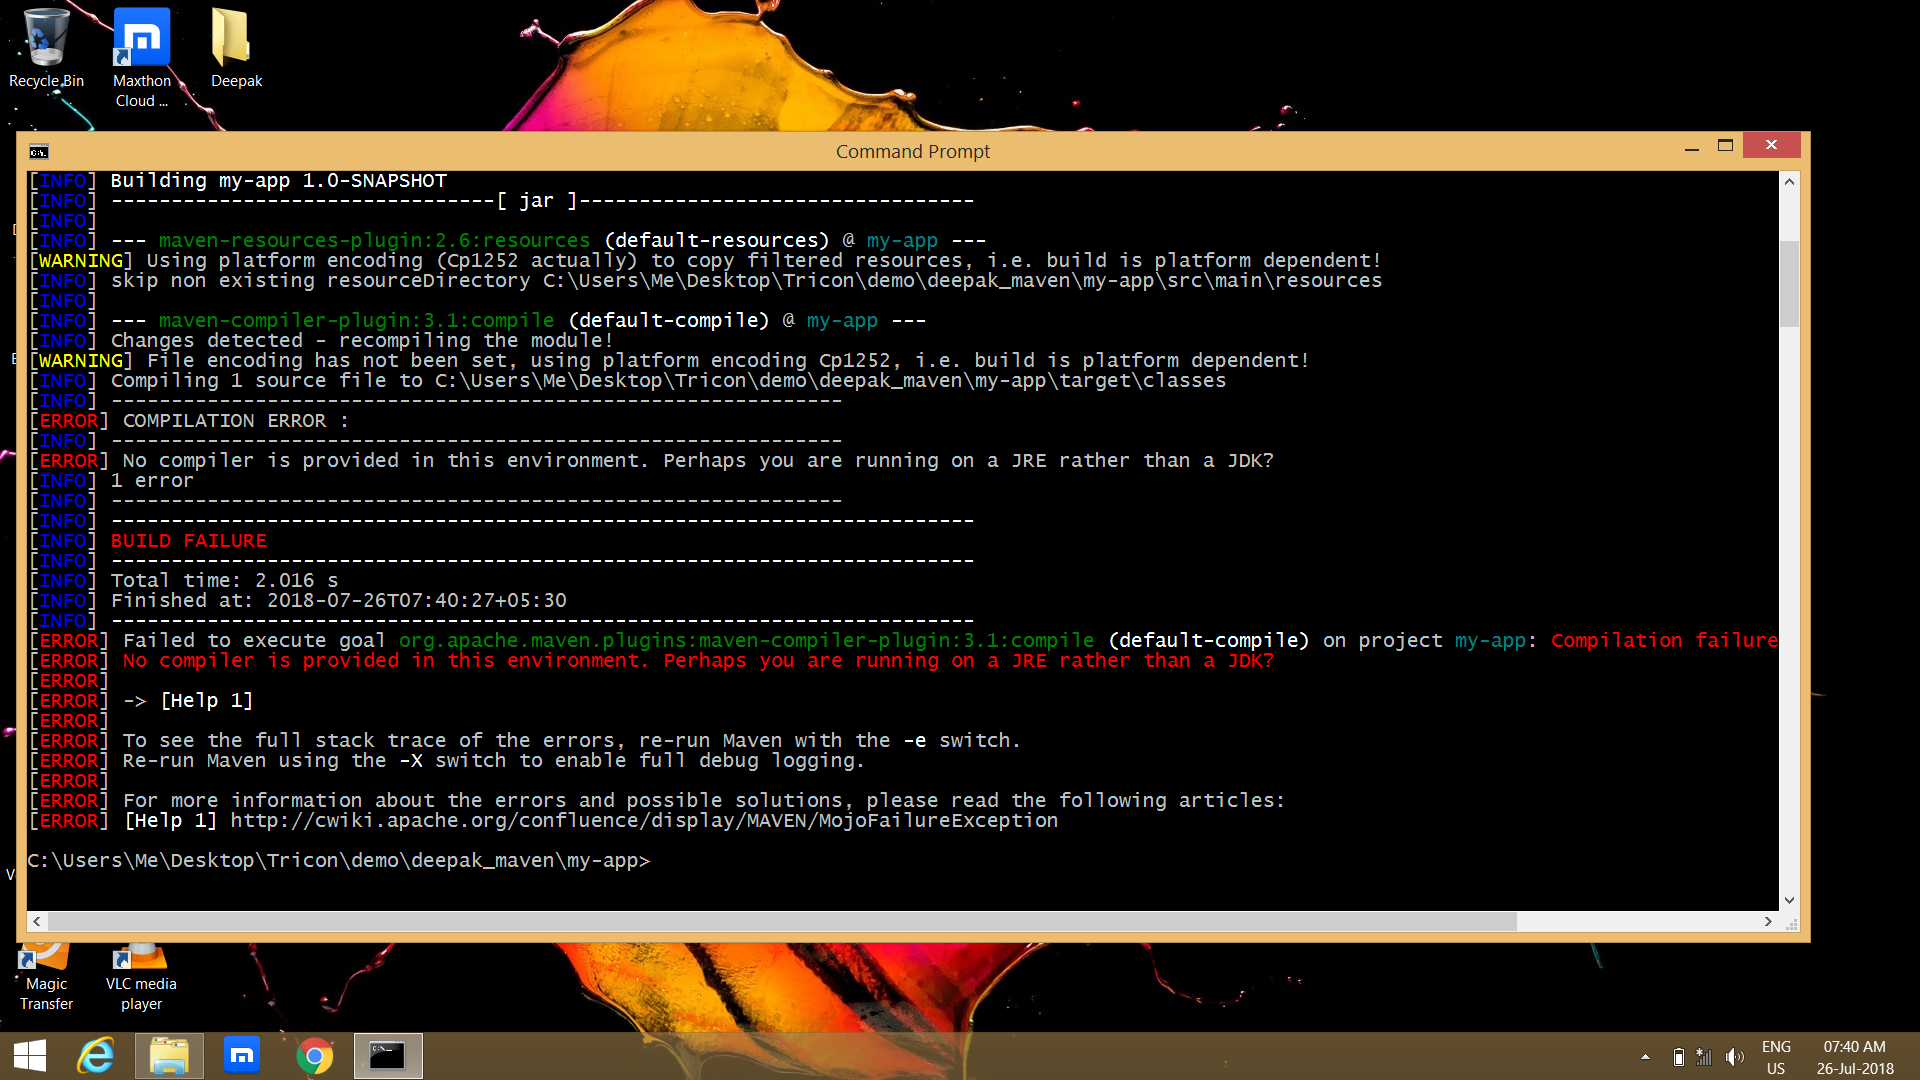 Recycle Bin
Maxthon Cloud ...
Deepak
Command Prompt
[INFO] Building my-app 1.0-SNAPSHOT
[INFO] --------------------------------[ jar ]---------------------------------
[INFO]
[INFO] --- maven-resources-plugin:2.6:resources (default-resources) @ my-app ---
[WARNING] Using platform encoding (Cp1252 actually) to copy filtered resources, i.e. build is platform dependent!
[INFO] skip non existing resourceDirectory C:\Users\Me\Desktop\Tricon\demo\deepak_maven\my-app\src\main\resources
[INFO]
[INFO] --- maven-compiler-plugin:3.1:compile (default-compile) @ my-app ---
[INFO] Changes detected - recompiling the module!
[WARNING] File encoding has not been set, using platform encoding Cp1252, i.e. build is platform dependent!
[INFO] Compiling 1 source file to C:\Users\Me\Desktop\Tricon\demo\deepak_maven\my-app\target\classes
[INFO] -------------------------------------------------------------
[ERROR] COMPILATION ERROR :
[INFO] -------------------------------------------------------------
[ERROR] No compiler is provided in this environment. Perhaps you are running on a JRE rather than a JDK?
[INFO] 1 error
[INFO] -------------------------------------------------------------
[INFO] ------------------------------------------------------------------------
[INFO] BUILD FAILURE
[INFO] ------------------------------------------------------------------------
[INFO] Total time: 2.016 s
[INFO] Finished at: 2018-07-26T07:40:27+05:30
[INFO] ------------------------------------------------------------------------
[ERROR] Failed to execute goal org.apache.maven.plugins:maven-compiler-plugin:3.1:compile (default-compile) on project my-app: Compilation failure
[ERROR] No compiler is provided in this environment. Perhaps you are running on a JRE rather than a JDK?
[ERROR]
[ERROR] -> [Help 1]
[ERROR]
[ERROR] To see the full stack trace of the errors, re-run Maven with the -e switch.
[ERROR] Re-run Maven using the -X switch to enable full debug logging.
[ERROR]
[ERROR] For more information about the errors and possible solutions, please read the following articles:
[ERROR] [Help 1] http://cwiki.apache.org/confluence/display/MAVEN/MojoFailureException
C:\Users\Me\Desktop\Tricon\demo\deepak_maven\my-app>
Magic Transfer
VLC media player
ENG
US
07:40 AM
26-Jul-2018